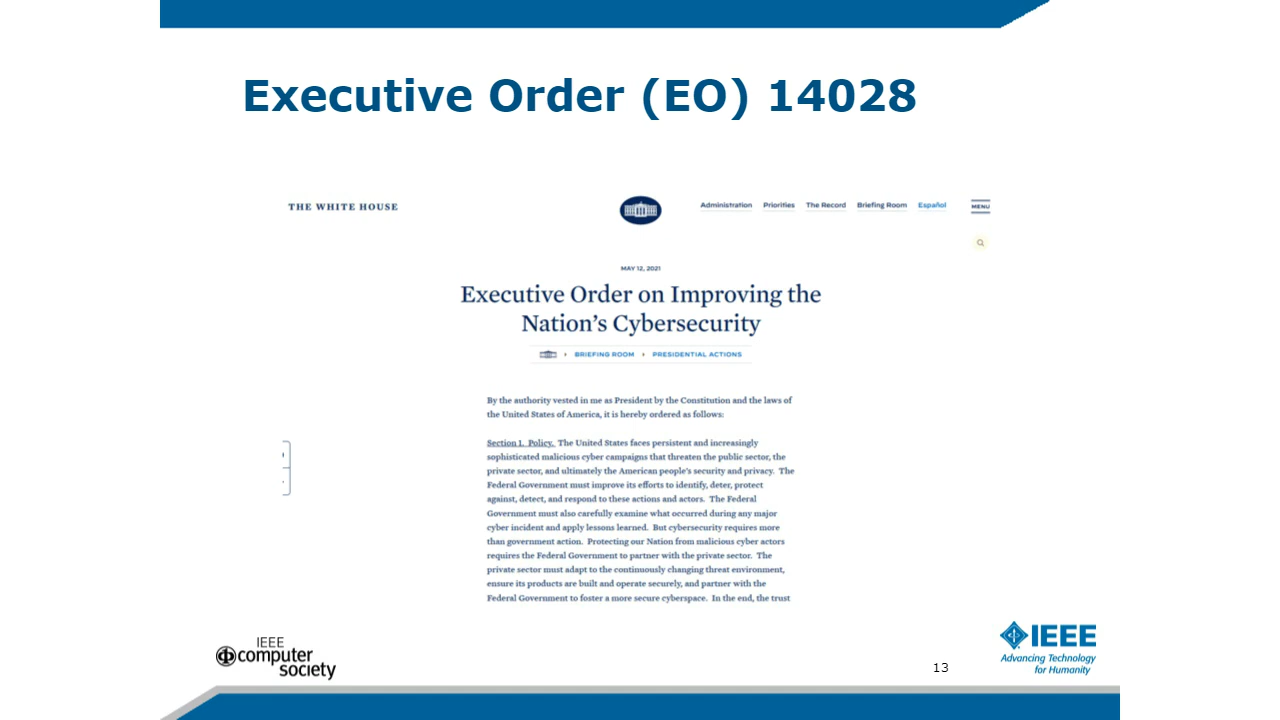 Executive Order (EO) 14028
THE WHITE HOUSE
Administration Priorities The Record Briefing Room Español
MENU
MAY 12, 2021
Executive Order on Improving the
Nation's Cybersecurity
BRIEFING ROOM › PRESIDENTIAL ACTIONS
By the authority vested in me as President by the Constitution and the laws of
the United States of America, it is hereby ordered as follows:
Section 1. Policy. The United States faces persistent and increasingly
sophisticated malicious cyber campaigns that threaten the public sector, the
private sector, and ultimately the American people's security and privacy. The
Federal Government must improve its efforts to identify, deter, protect
against, detect, and respond to these actions and actors. The Federal
Government must also carefully examine what occurred during any major
cyber incident and apply lessons learned. But cybersecurity requires more
than government action. Protecting our Nation from malicious cyber actors
requires the Federal Government to partner with the private sector. The
private sector must adapt to the continuously changing threat environment,
ensure its products are built and operate securely, and partner with the
Federal Government to foster a more secure cyberspace. In the end, the trust
IEEE
computer
society
13
IEEE
Advancing Technology
for Humanity